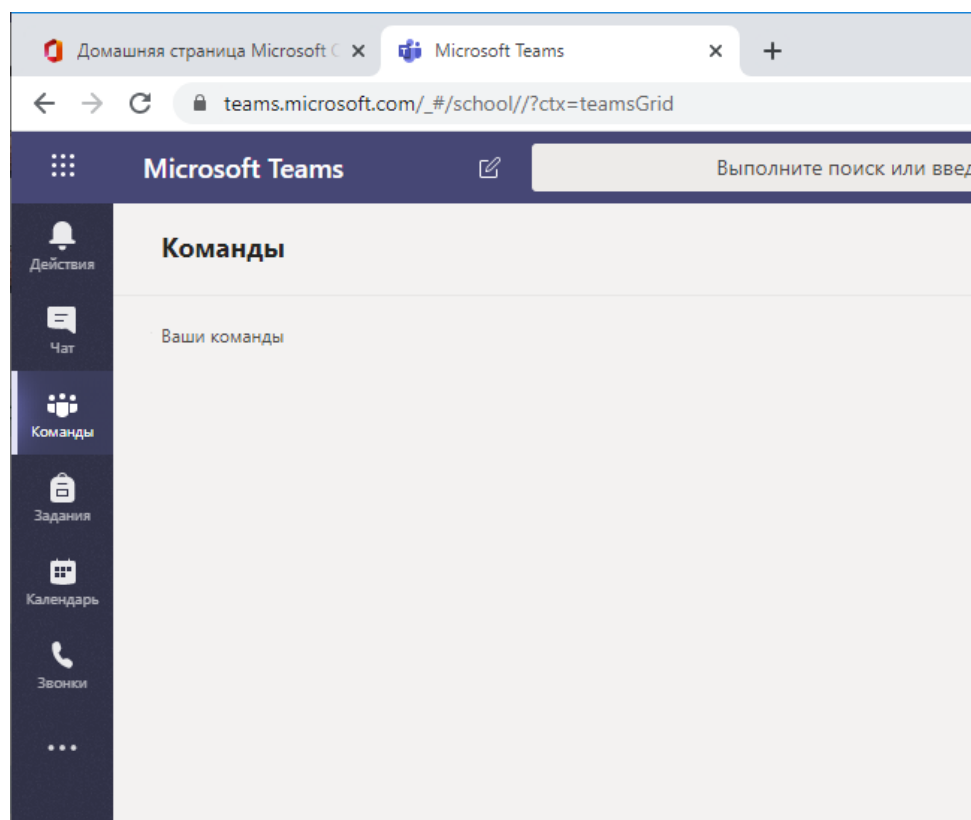 Домашняя страница Microsoft
Microsoft Teams
teams.microsoft.com/_#/school//?ctx=teamsGrid
Microsoft Teams
Выполните поиск или
Действия
Команды
Чат
Ваши команды
Команды
Задания
Календарь
Звонки